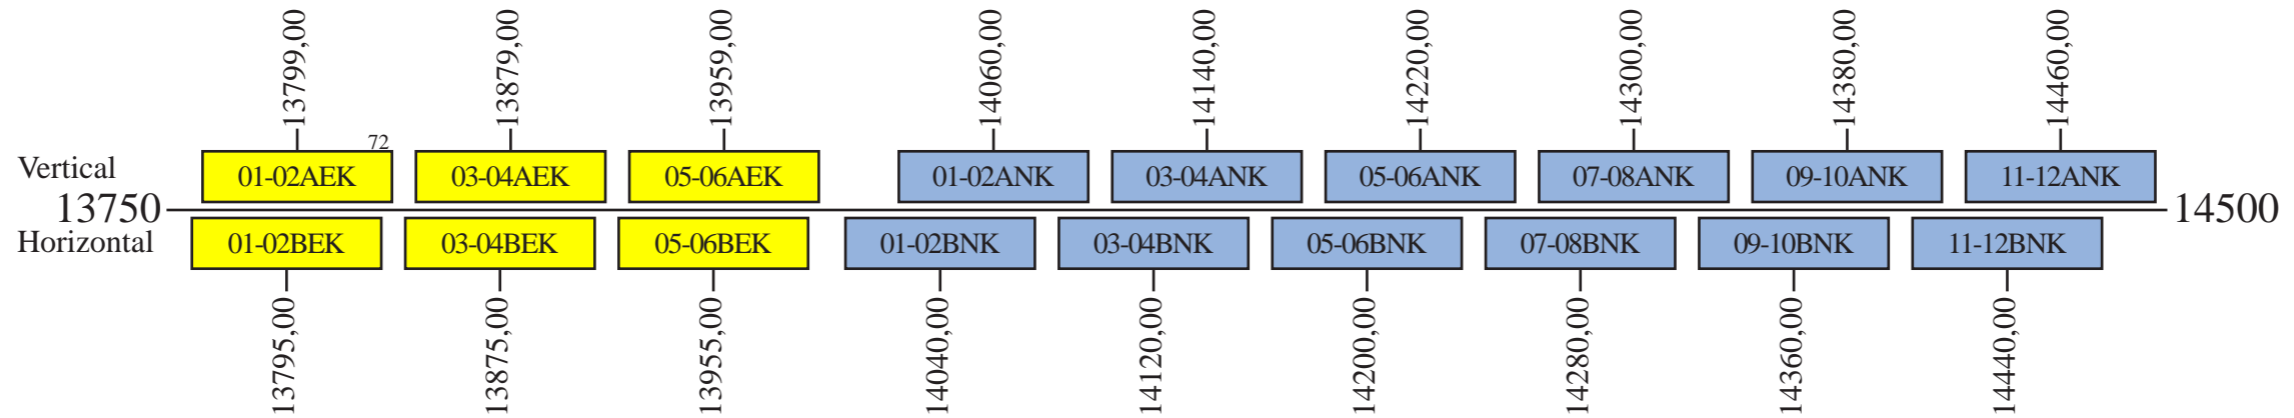 13799,00 13879,00 13959,00 14060,00 14140,00 14220,00 14300,00 14380,00 14460,00
72
Vertical 01-02AEK 03-04AEK 05-06AEK 01-02ANK 03-04ANK 05-06ANK 07-08ANK 09-10ANK 11-12ANK
13750 14500
Horizontal 01-02BEK 03-04BEK 05-06BEK 01-02BNK 03-04BNK 05-06BNK 07-08BNK 09-10BNK 11-12BNK
13795,00 13875,00 13955,00 14040,00 14120,00 14200,00 14280,00 14360,00 14440,00